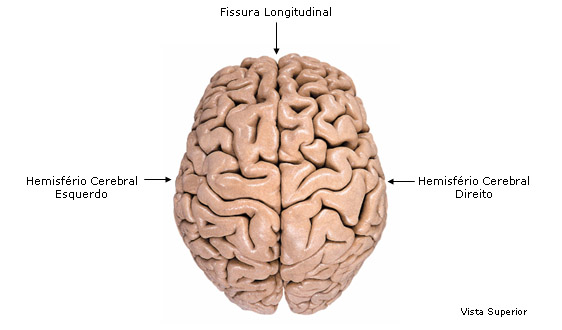 Fissura Longitudinal
Hemisfério Cerebral
Esquerdo
Hemisfério Cerebral
Direito
Vista Superior